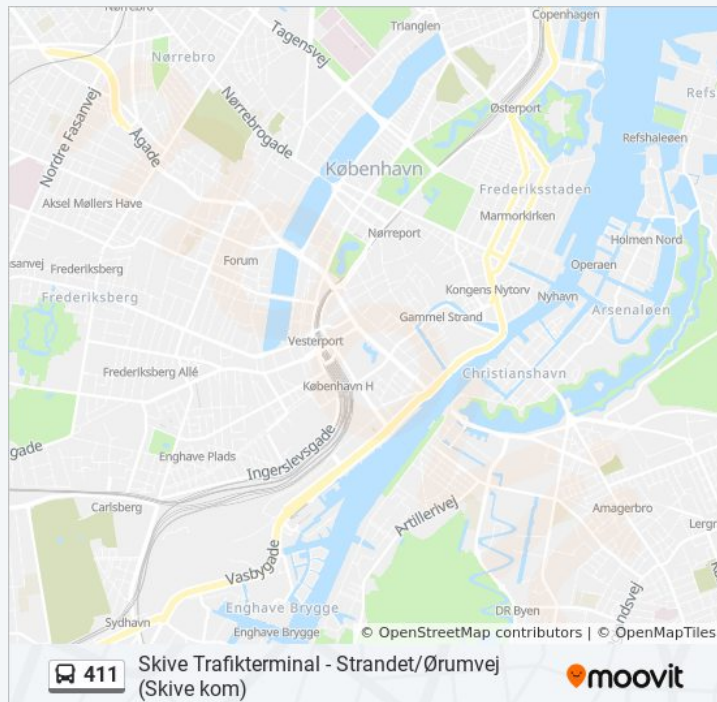 Nørrebro
Copenhagen
Trianglen
Tagensvej
Nørrebro
Refs
Nordre Fasanvej
Nørrebrogade
Østerport
Ågade
Refshaleøen
København
Frederiksstaden
Aksel Møllers Have
Marmorkirken
Nørreport
Holmen Nord
Forum
Operaen
Frederiksberg
Kongens Nytorv
Nyhavn
Frederiksberg
Arsenaløen
Gammel Strand
Vesterport
Frederiksberg Allé
Christianshavn
København H
gade
Enghave Plads
Ingerslevsgade
Carlsberg
Artillerivej
Amagerbro
Lergr
Vasbygade
Enghave Brygge
DR Byen
Sydhavn
Enghave Brygge
© OpenStreetMap contributors | © OpenMapTiles
411
Skive Trafikterminal - Strandet/Ørumvej
(Skive kom)
moovit